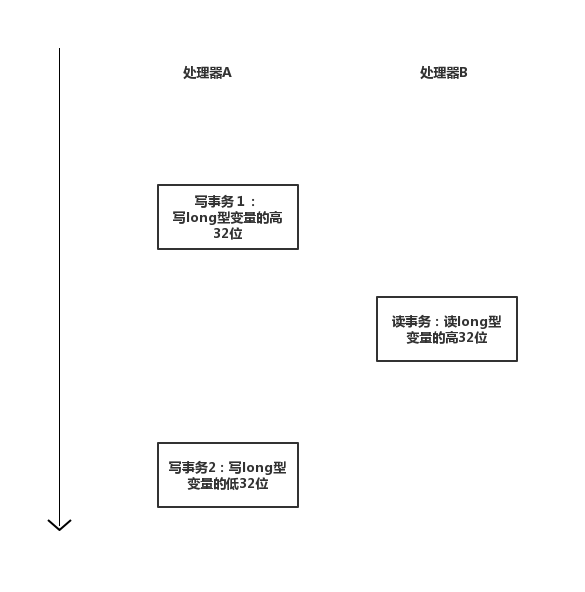 处理器A
处理器B
写事务１：
写long型变量的高
32位
读事务：读long型
变量的高32位
写事务2：写long型
变量的低32位